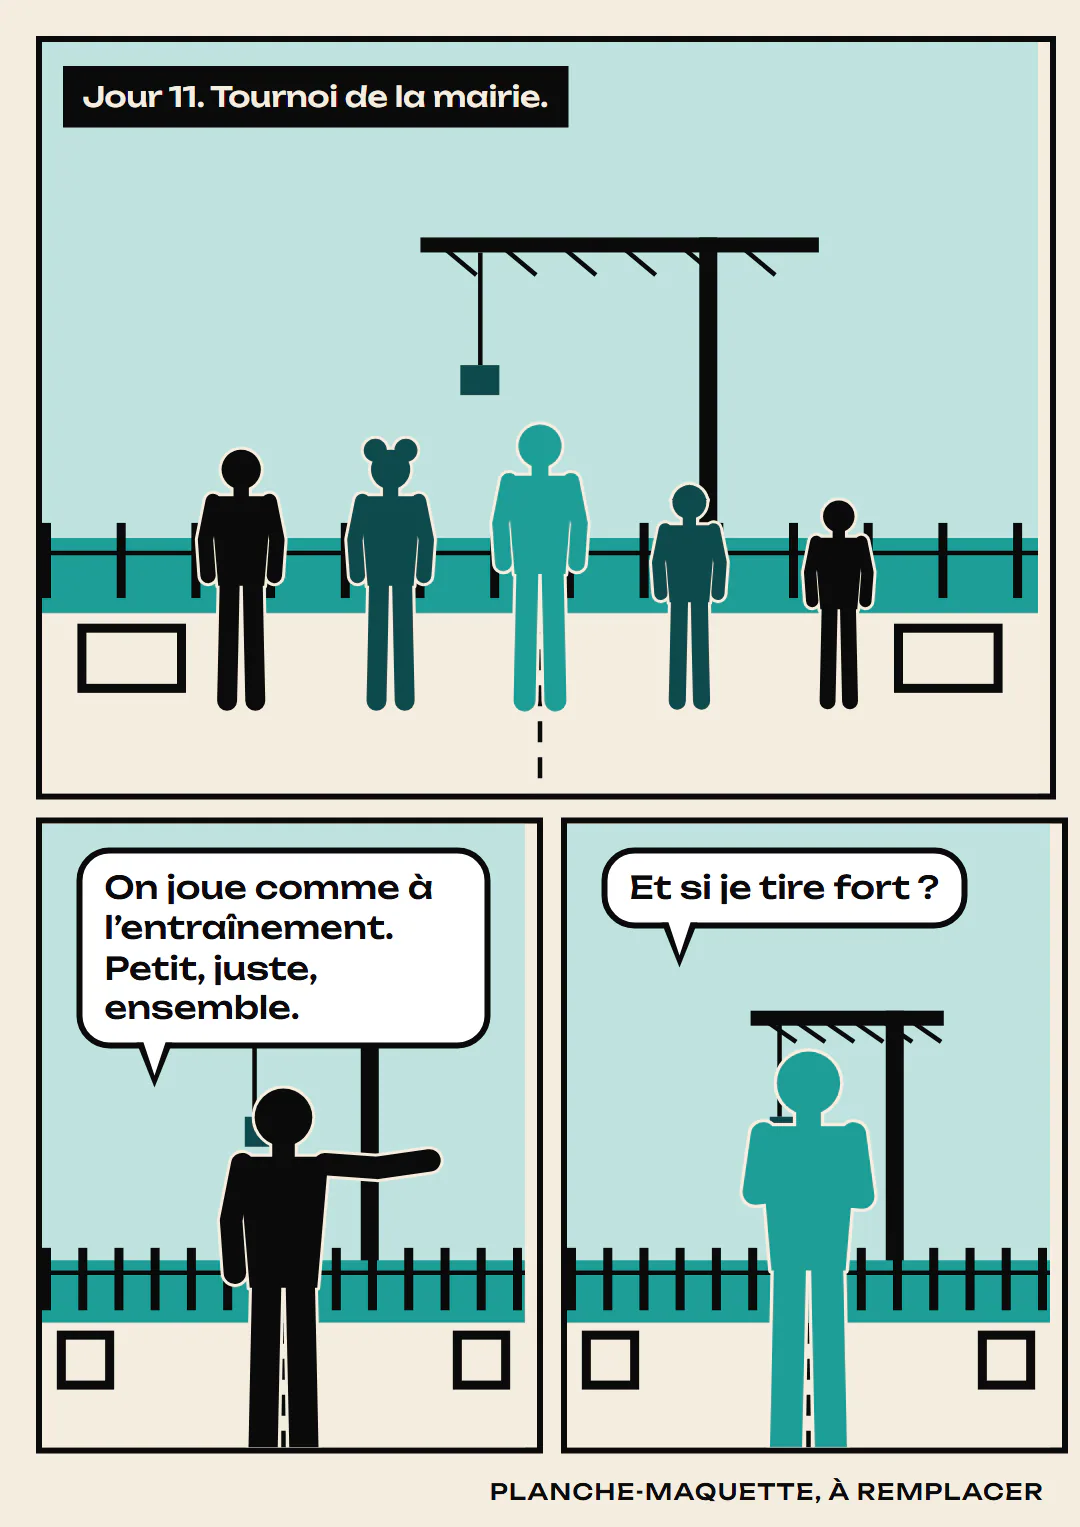 Jour 11. Tournoi de la mairie.
On joue comme à
l’entraînement.
Petit, juste,
ensemble.
Et si je tire fort ?
PLANCHE-MAQUETTE, À REMPLACER